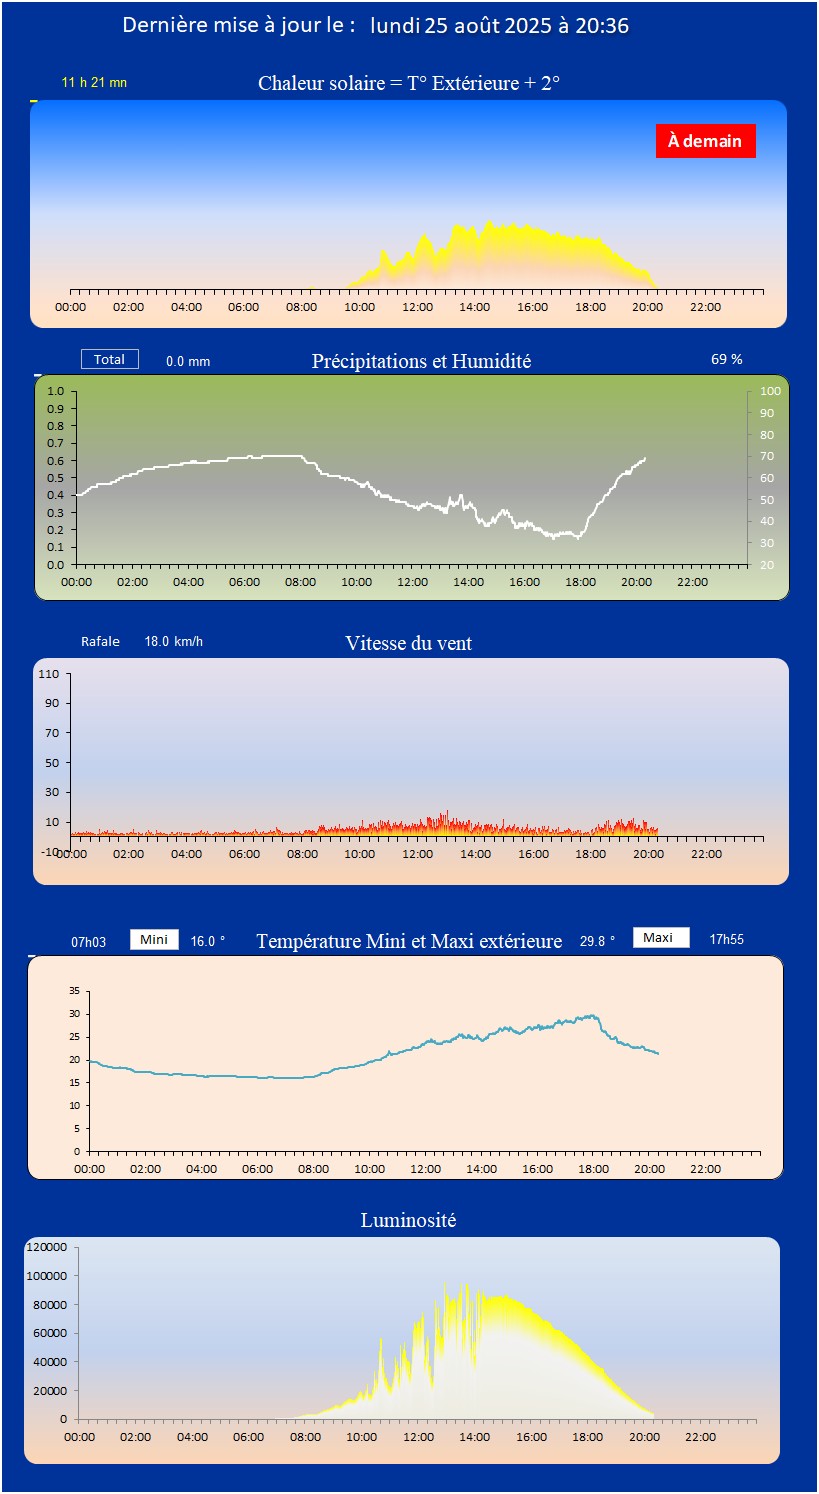 Dernière mise à jour le : lundi 25 août 2025 à 20:36
11 h 21 mn Chaleur solaire = T° Extérieure + 2°
À demain
00:00 02:00 04:00 06:00 08:00 10:00 12:00 14:00 16:00 18:00 20:00 22:00
Total 0.0 mm Précipitations et Humidité 69 %
1.0 100
0.9 90
0.8 80
0.7
0.6 70
0.5 60
0.4 50
0.3
0.2 40
0.1 30
0.0 20
00:00 02:00 04:00 06:00 08:00 10:00 12:00 14:00 16:00 18:00 20:00 22:00
Rafale 18.0 km/h Vitesse du vent
110
90
70
50
30
10
-10
00:00 02:00 04:00 06:00 08:00 10:00 12:00 14:00 16:00 18:00 20:00 22:00
07h03 Mini 16.0 ° Température Mini et Maxi extérieure 29.8 ° Maxi 17h55
35
30
25
20
15
10
5
0
00:00 02:00 04:00 06:00 08:00 10:00 12:00 14:00 16:00 18:00 20:00 22:00
Luminosité
120000
100000
80000
60000
40000
20000
0
00:00 02:00 04:00 06:00 08:00 10:00 12:00 14:00 16:00 18:00 20:00 22:00